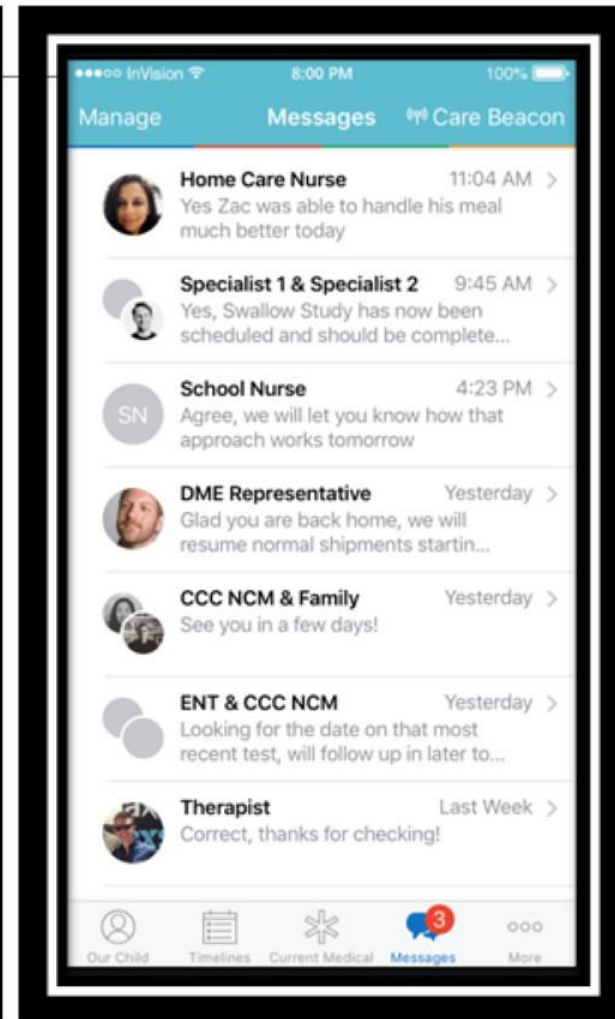 InVision 8:00 PM 100%
Manage Messages Care Beacon
Home Care Nurse 11:04 AM
Yes Zac was able to handle his meal
much better today
Specialist 1 & Specialist 2 9:45 AM
Yes, Swallow Study has now been
scheduled and should be complete...
School Nurse 4:23 PM
SN
Agree, we will let you know how that
approach works tomorrow
DME Representative Yesterday
Glad you are back home, we will
resume normal shipments startin...
CCC NCM & Family Yesterday
See you in a few days!
ENT & CCC NCM Yesterday
Looking for the date on that most
recent test, will follow up in later to...
Therapist Last Week
Correct, thanks for checking!
3
Our Child Timelines Current Medical Messages More